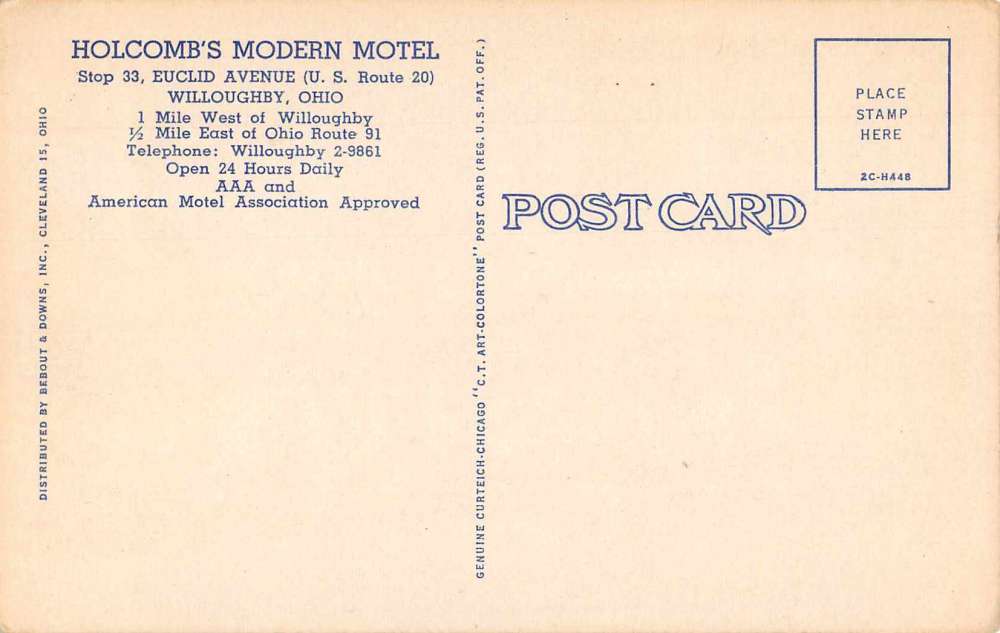 HOLCOMB'S MODERN MOTEL
Stop 33, EUCLID AVENUE (U. S. Route 20)
WILLOUGHBY, OHIO
1 Mile West of Willoughby
½ Mile East of Ohio Route 91
Telephone: Willoughby 2-9861
Open 24 Hours Daily
AAA and
American Motel Association Approved
DISTRIBUTED BY BEBOUT & DOWNS, INC., CLEVELAND 15, OHIO
GENUINE CURTEICH-CHICAGO "C.T. ART-COLORTONE" POST CARD (REG. U.S. PAT. OFF.)
POST CARD
PLACE
STAMP
HERE
2C-H448